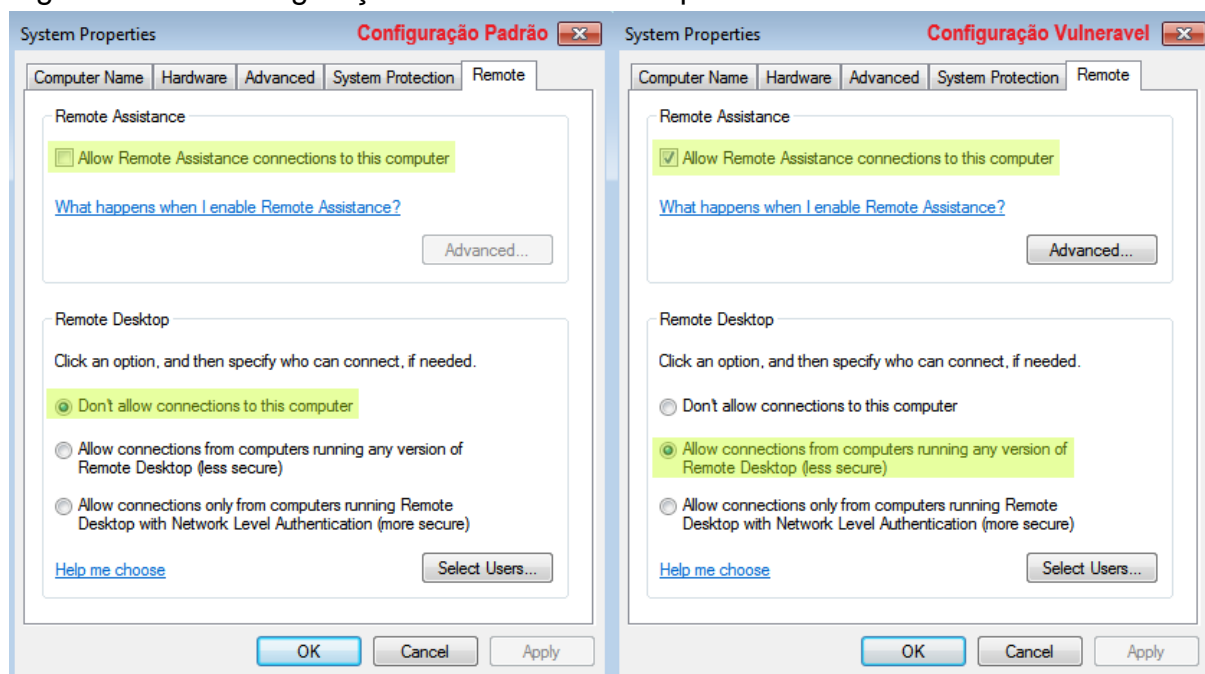 System Properties
Configuração Padrão
Computer Name
Hardware
Advanced
System Protection
Remote
Remote Assistance
Allow Remote Assistance connections to this computer
What happens when I enable Remote Assistance?
Advanced...
Remote Desktop
Click an option, and then specify who can connect, if needed.
Don't allow connections to this computer
Allow connections from computers running any version of
Remote Desktop (less secure)
Allow connections only from computers running Remote
Desktop with Network Level Authentication (more secure)
Help me choose
Select Users...
OK
Cancel
Apply
System Properties
Configuração Vulneravel
Computer Name
Hardware
Advanced
System Protection
Remote
Remote Assistance
Allow Remote Assistance connections to this computer
What happens when I enable Remote Assistance?
Advanced...
Remote Desktop
Click an option, and then specify who can connect, if needed.
Don't allow connections to this computer
Allow connections from computers running any version of
Remote Desktop (less secure)
Allow connections only from computers running Remote
Desktop with Network Level Authentication (more secure)
Help me choose
Select Users...
OK
Cancel
Apply